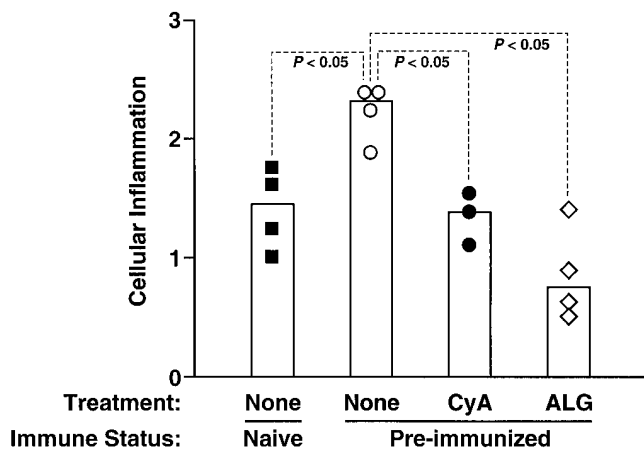 3
P < 0.05
P < 0.05
P < 0.05
2
Cellular Inflammation
1
0
Treatment: None None CyA ALG
Immune Status: Naive Pre-immunized